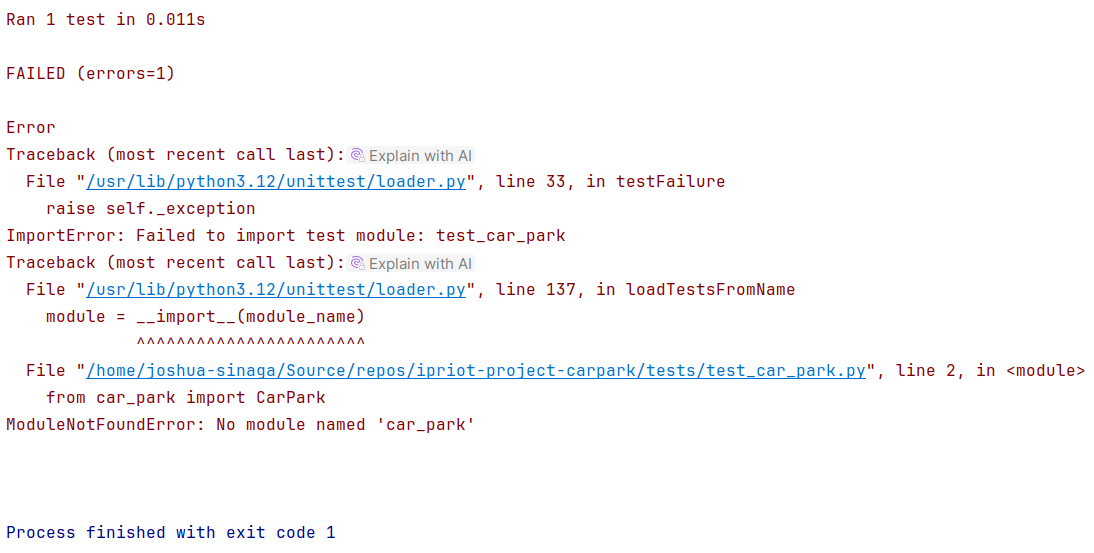 Ran 1 test in 0.011s
FAILED (errors=1)
Error
Traceback (most recent call last): Explain with AI
  File "/usr/lib/python3.12/unittest/loader.py", line 33, in testFailure
    raise self._exception
ImportError: Failed to import test module: test_car_park
Traceback (most recent call last): Explain with AI
  File "/usr/lib/python3.12/unittest/loader.py", line 137, in loadTestsFromName
    module = __import__(module_name)
             ^^^^^^^^^^^^^^^^^^^^^^^
  File "/home/joshua-sinaga/Source/repos/ipriot-project-carpark/tests/test_car_park.py", line 2, in <module>
    from car_park import CarPark
ModuleNotFoundError: No module named 'car_park'
Process finished with exit code 1